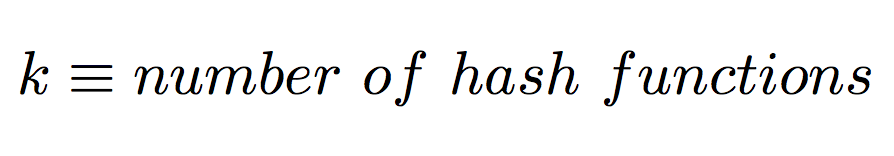 k ≡ number of hash functions